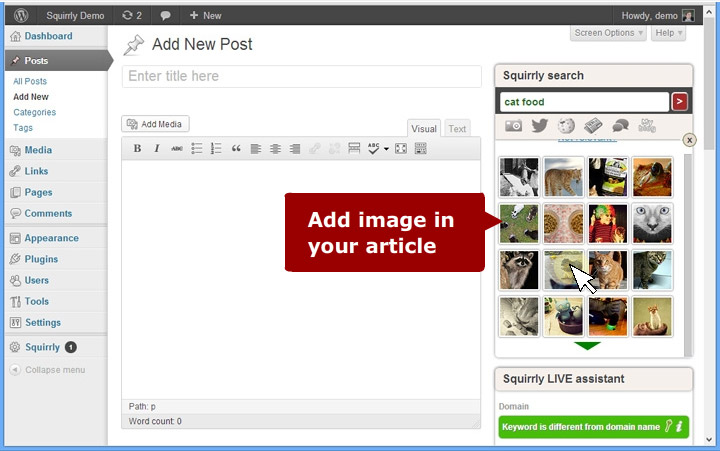 Squirrly Demo 2 + New Howdy, demo
Screen Options Help
Dashboard
Posts
All Posts
Add New
Categories
Tags
Media
Links
Pages
Comments
Appearance
Plugins
Users
Tools
Settings
Squirrly 1
Collapse menu
Add New Post
Enter title here
Add Media
Visual Text
B I ABC ABC
Path: p
Word count: 0
Add image in
your article
Squirrly search
cat food >
x
Squirrly LIVE assistant
Domain
Keyword is different from domain name